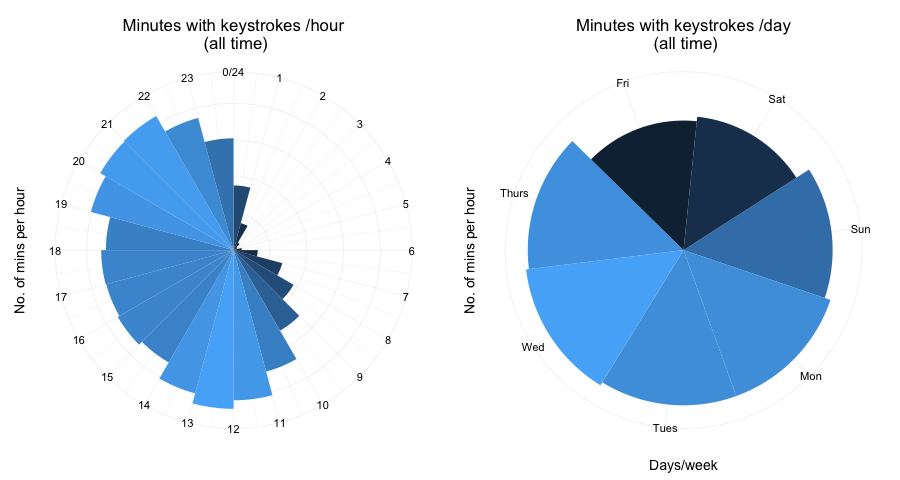 Minutes with keystrokes /hour
(all time)
0/24
1
2
3
4
5
6
7
8
9
10
11
12
13
14
15
16
17
18
19
20
21
22
23
No. of mins per hour
Minutes with keystrokes /day
(all time)
Fri
Sat
Sun
Mon
Tues
Wed
Thurs
No. of mins per hour
Days/week